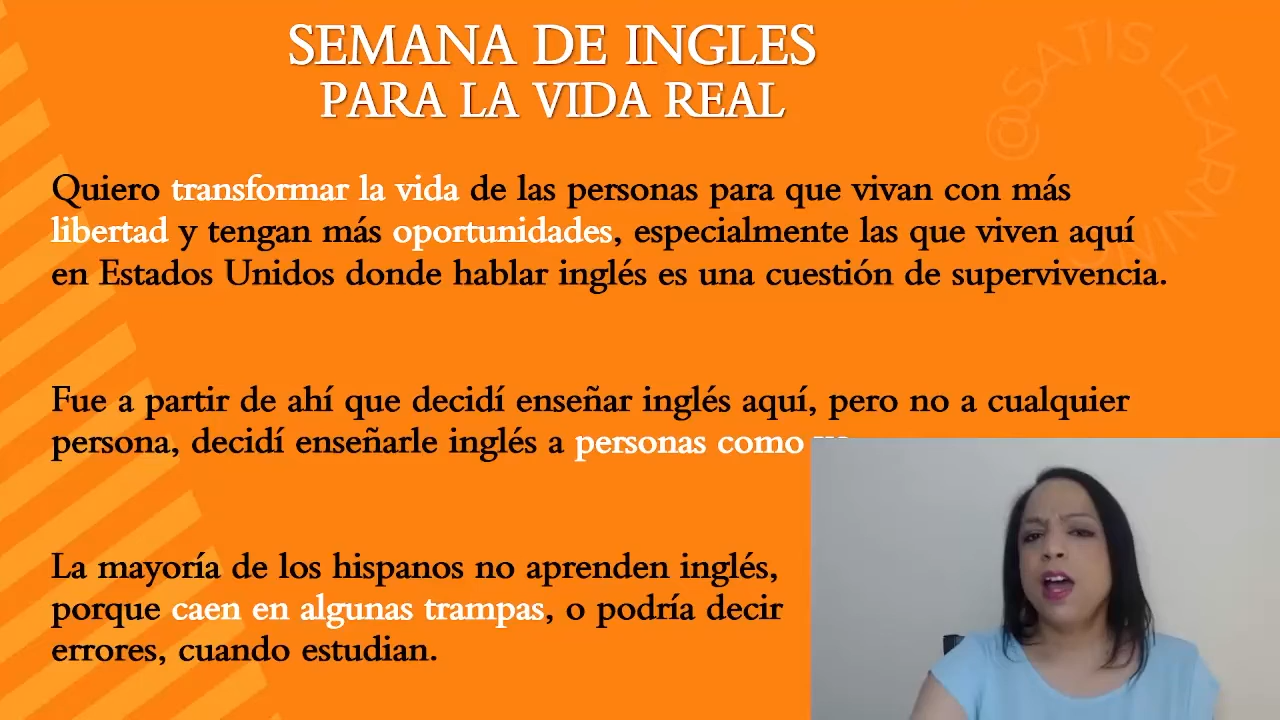 SEMANA DE INGLES
PARA LA VIDA REAL
@SATIS LEARNING
Quiero transformar la vida de las personas para que vivan con más
libertad y tengan más oportunidades, especialmente las que viven aquí
en Estados Unidos donde hablar inglés es una cuestión de supervivencia.
Fue a partir de ahí que decidí enseñar inglés aquí, pero no a cualquier
persona, decidí enseñarle inglés a personas como
La mayoría de los hispanos no aprenden inglés,
porque caen en algunas trampas, o podría decir
errores, cuando estudian.